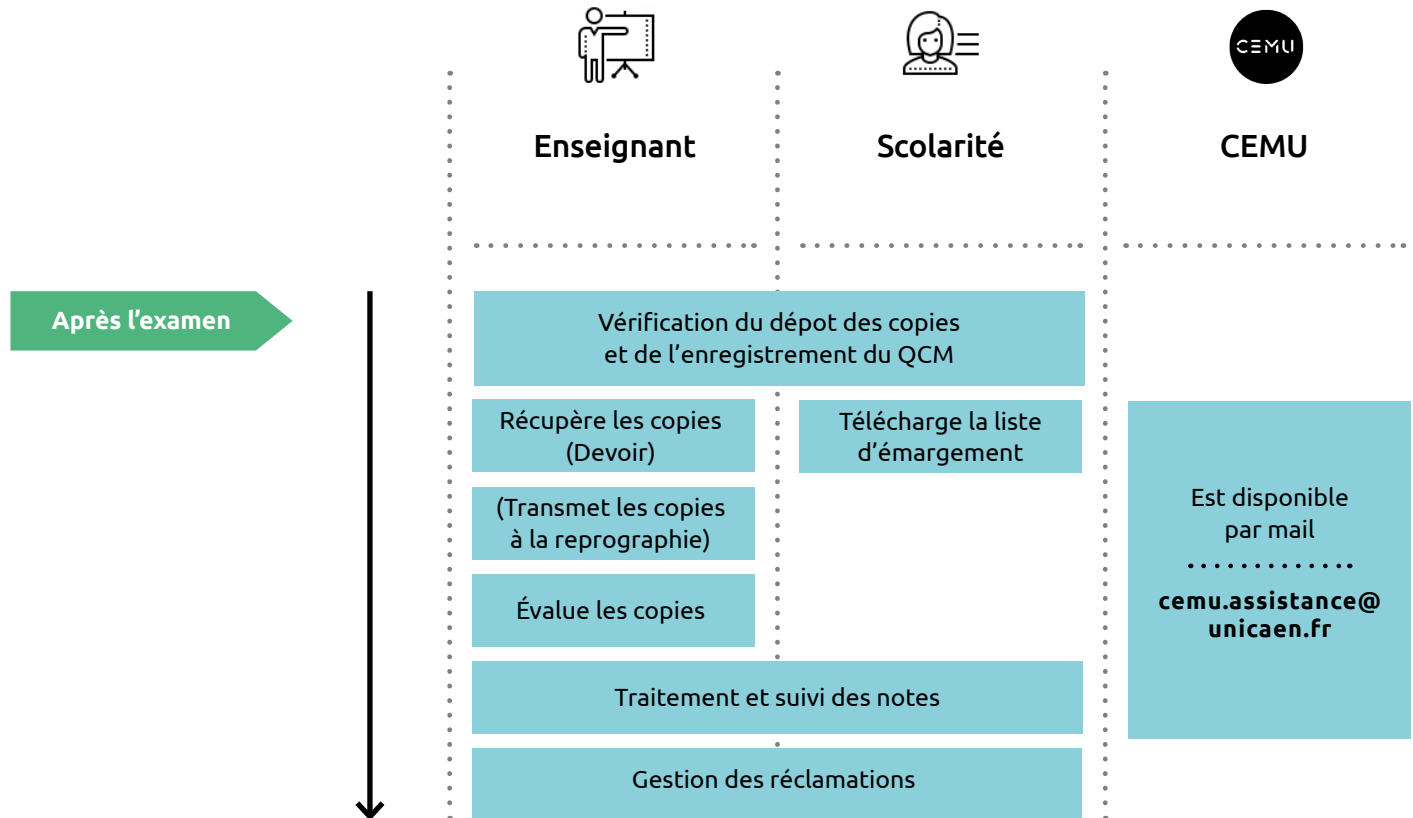 CEMU
Enseignant
Scolarité
CEMU
Après l’examen
Vérification du dépot des copies
et de l’enregistrement du QCM
Récupère les copies
(Devoir)
Télécharge la liste
d’émargement
(Transmet les copies
à la reprographie)
Évalue les copies
Est disponible
par mail
cemu.assistance@
unicaen.fr
Traitement et suivi des notes
Gestion des réclamations